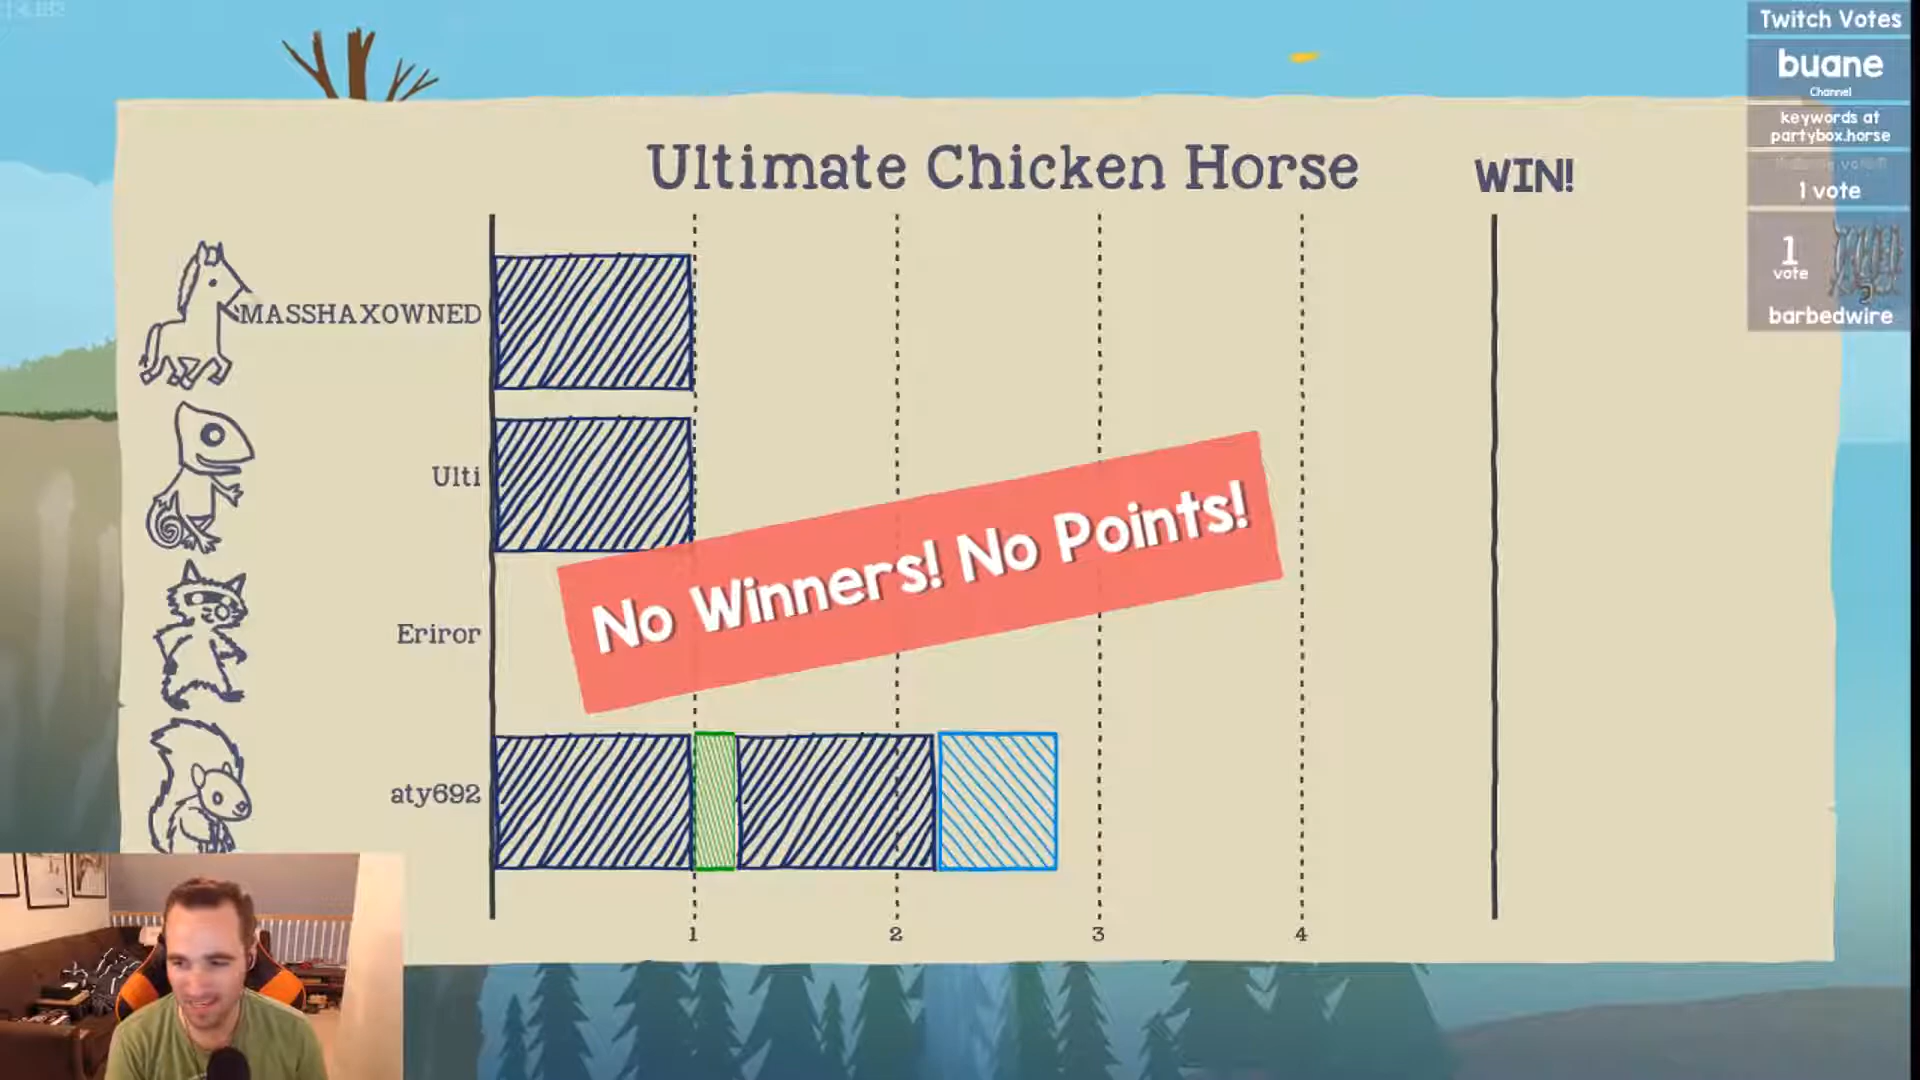 Twitch Votes
buane
Channel
keywords at
partybox.horse
1 vote
1
vote
barbedwire
Ultimate Chicken Horse
WIN!
MASSHAXOWNED
Ulti
Eriror
aty692
No Winners! No Points!
1
2
3
4